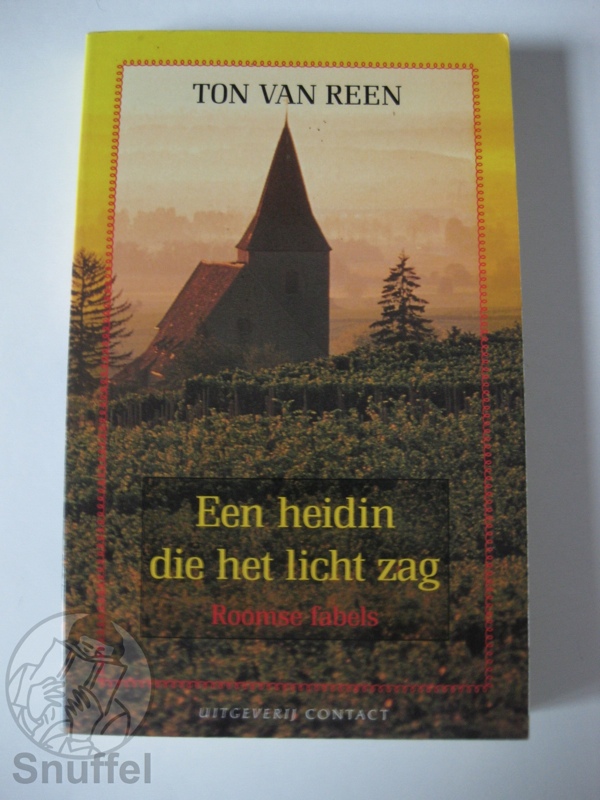 TON VAN REEN
Een heidin
die het licht zag
Roomse fabels
UITGEVERIJ CONTACT
Snuffel